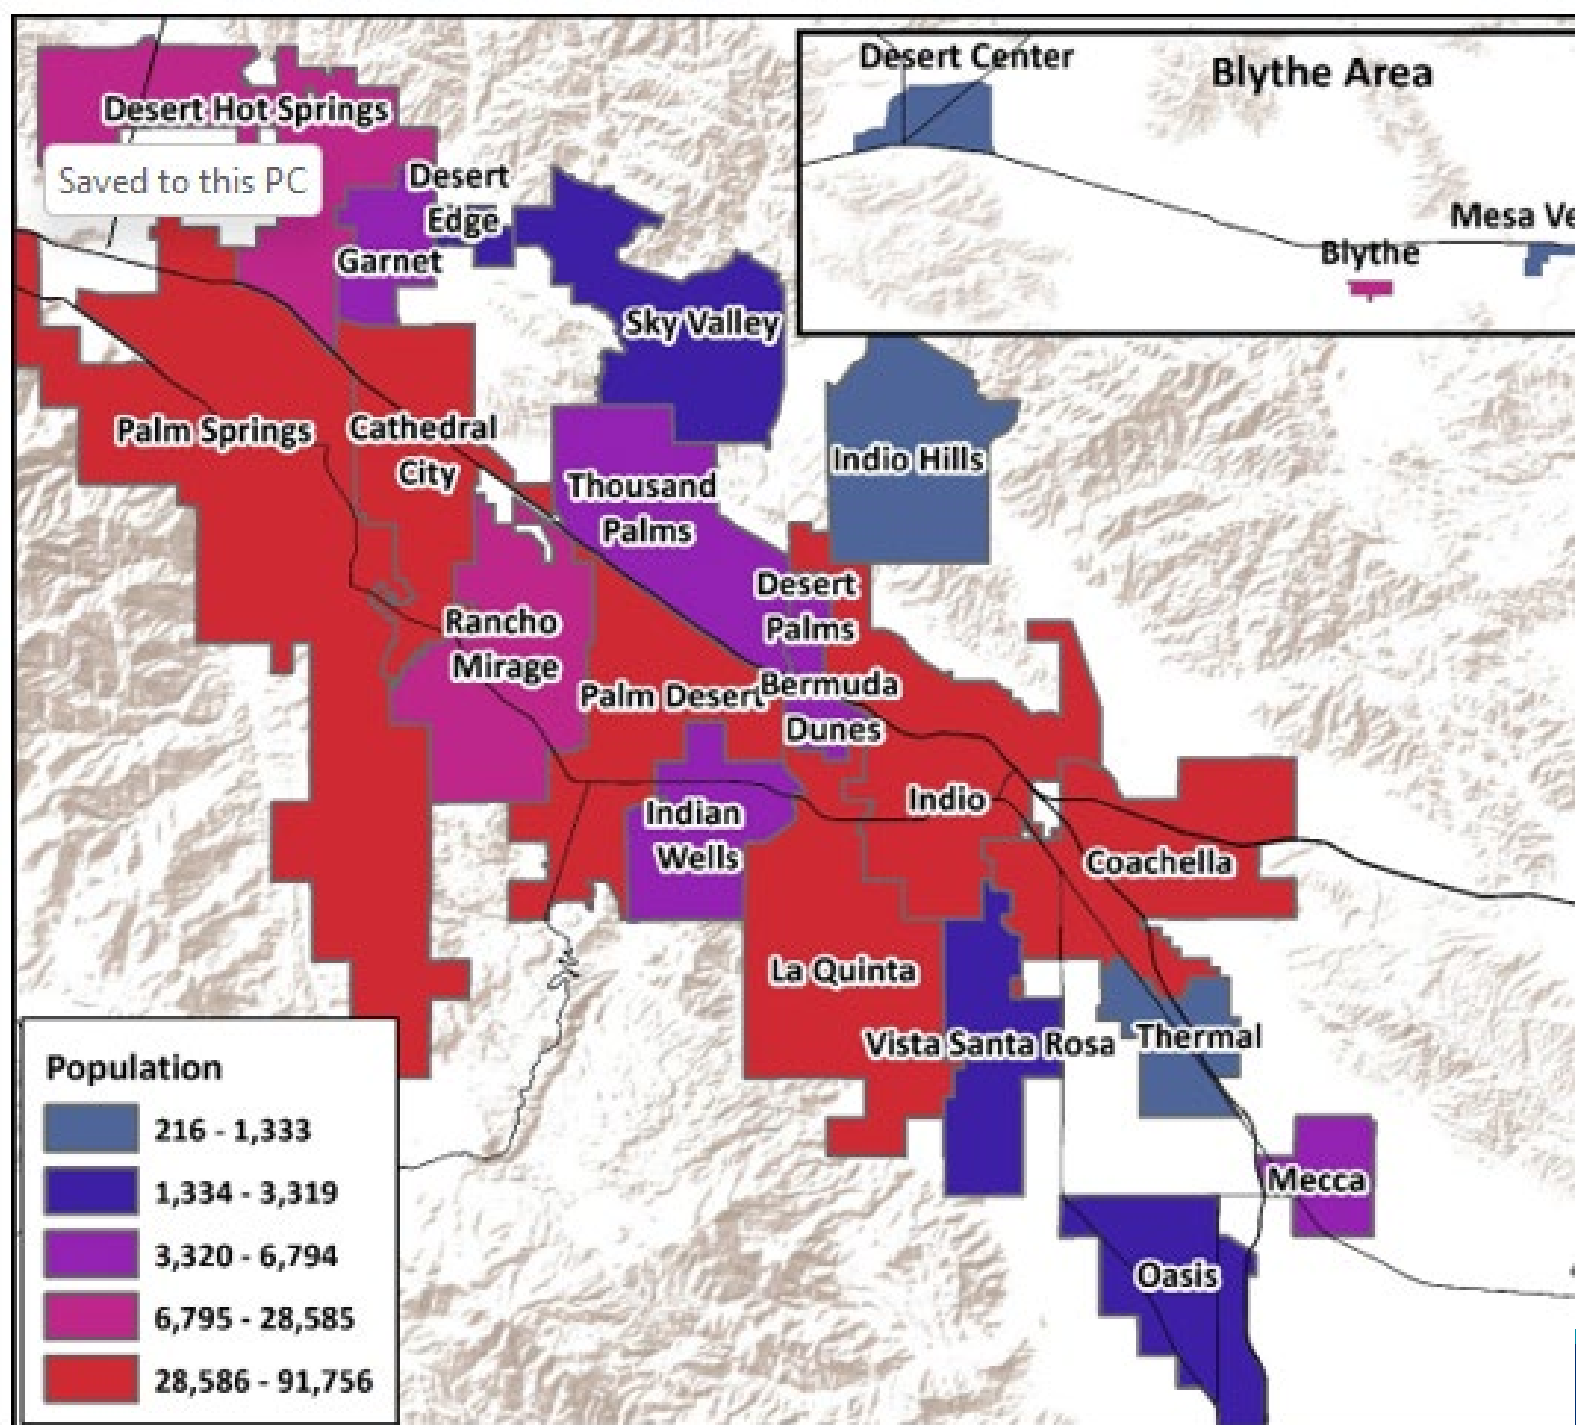 Desert Center
Blythe Area
Desert Hot Springs
Saved to this PC
Desert
Edge
Garnet
Mesa Ve
Blythe
Sky Valley
Palm Springs
Cathedral
City
Indio Hills
Thousand
Palms
Desert
Palms
Rancho
Mirage
Palm Desert
Bermuda
Dunes
Indian
Wells
Indio
Coachella
La Quinta
Vista Santa Rosa
Thermal
Mecca
Oasis
Population
216 - 1,333
1,334 - 3,319
3,320 - 6,794
6,795 - 28,585
28,586 - 91,756